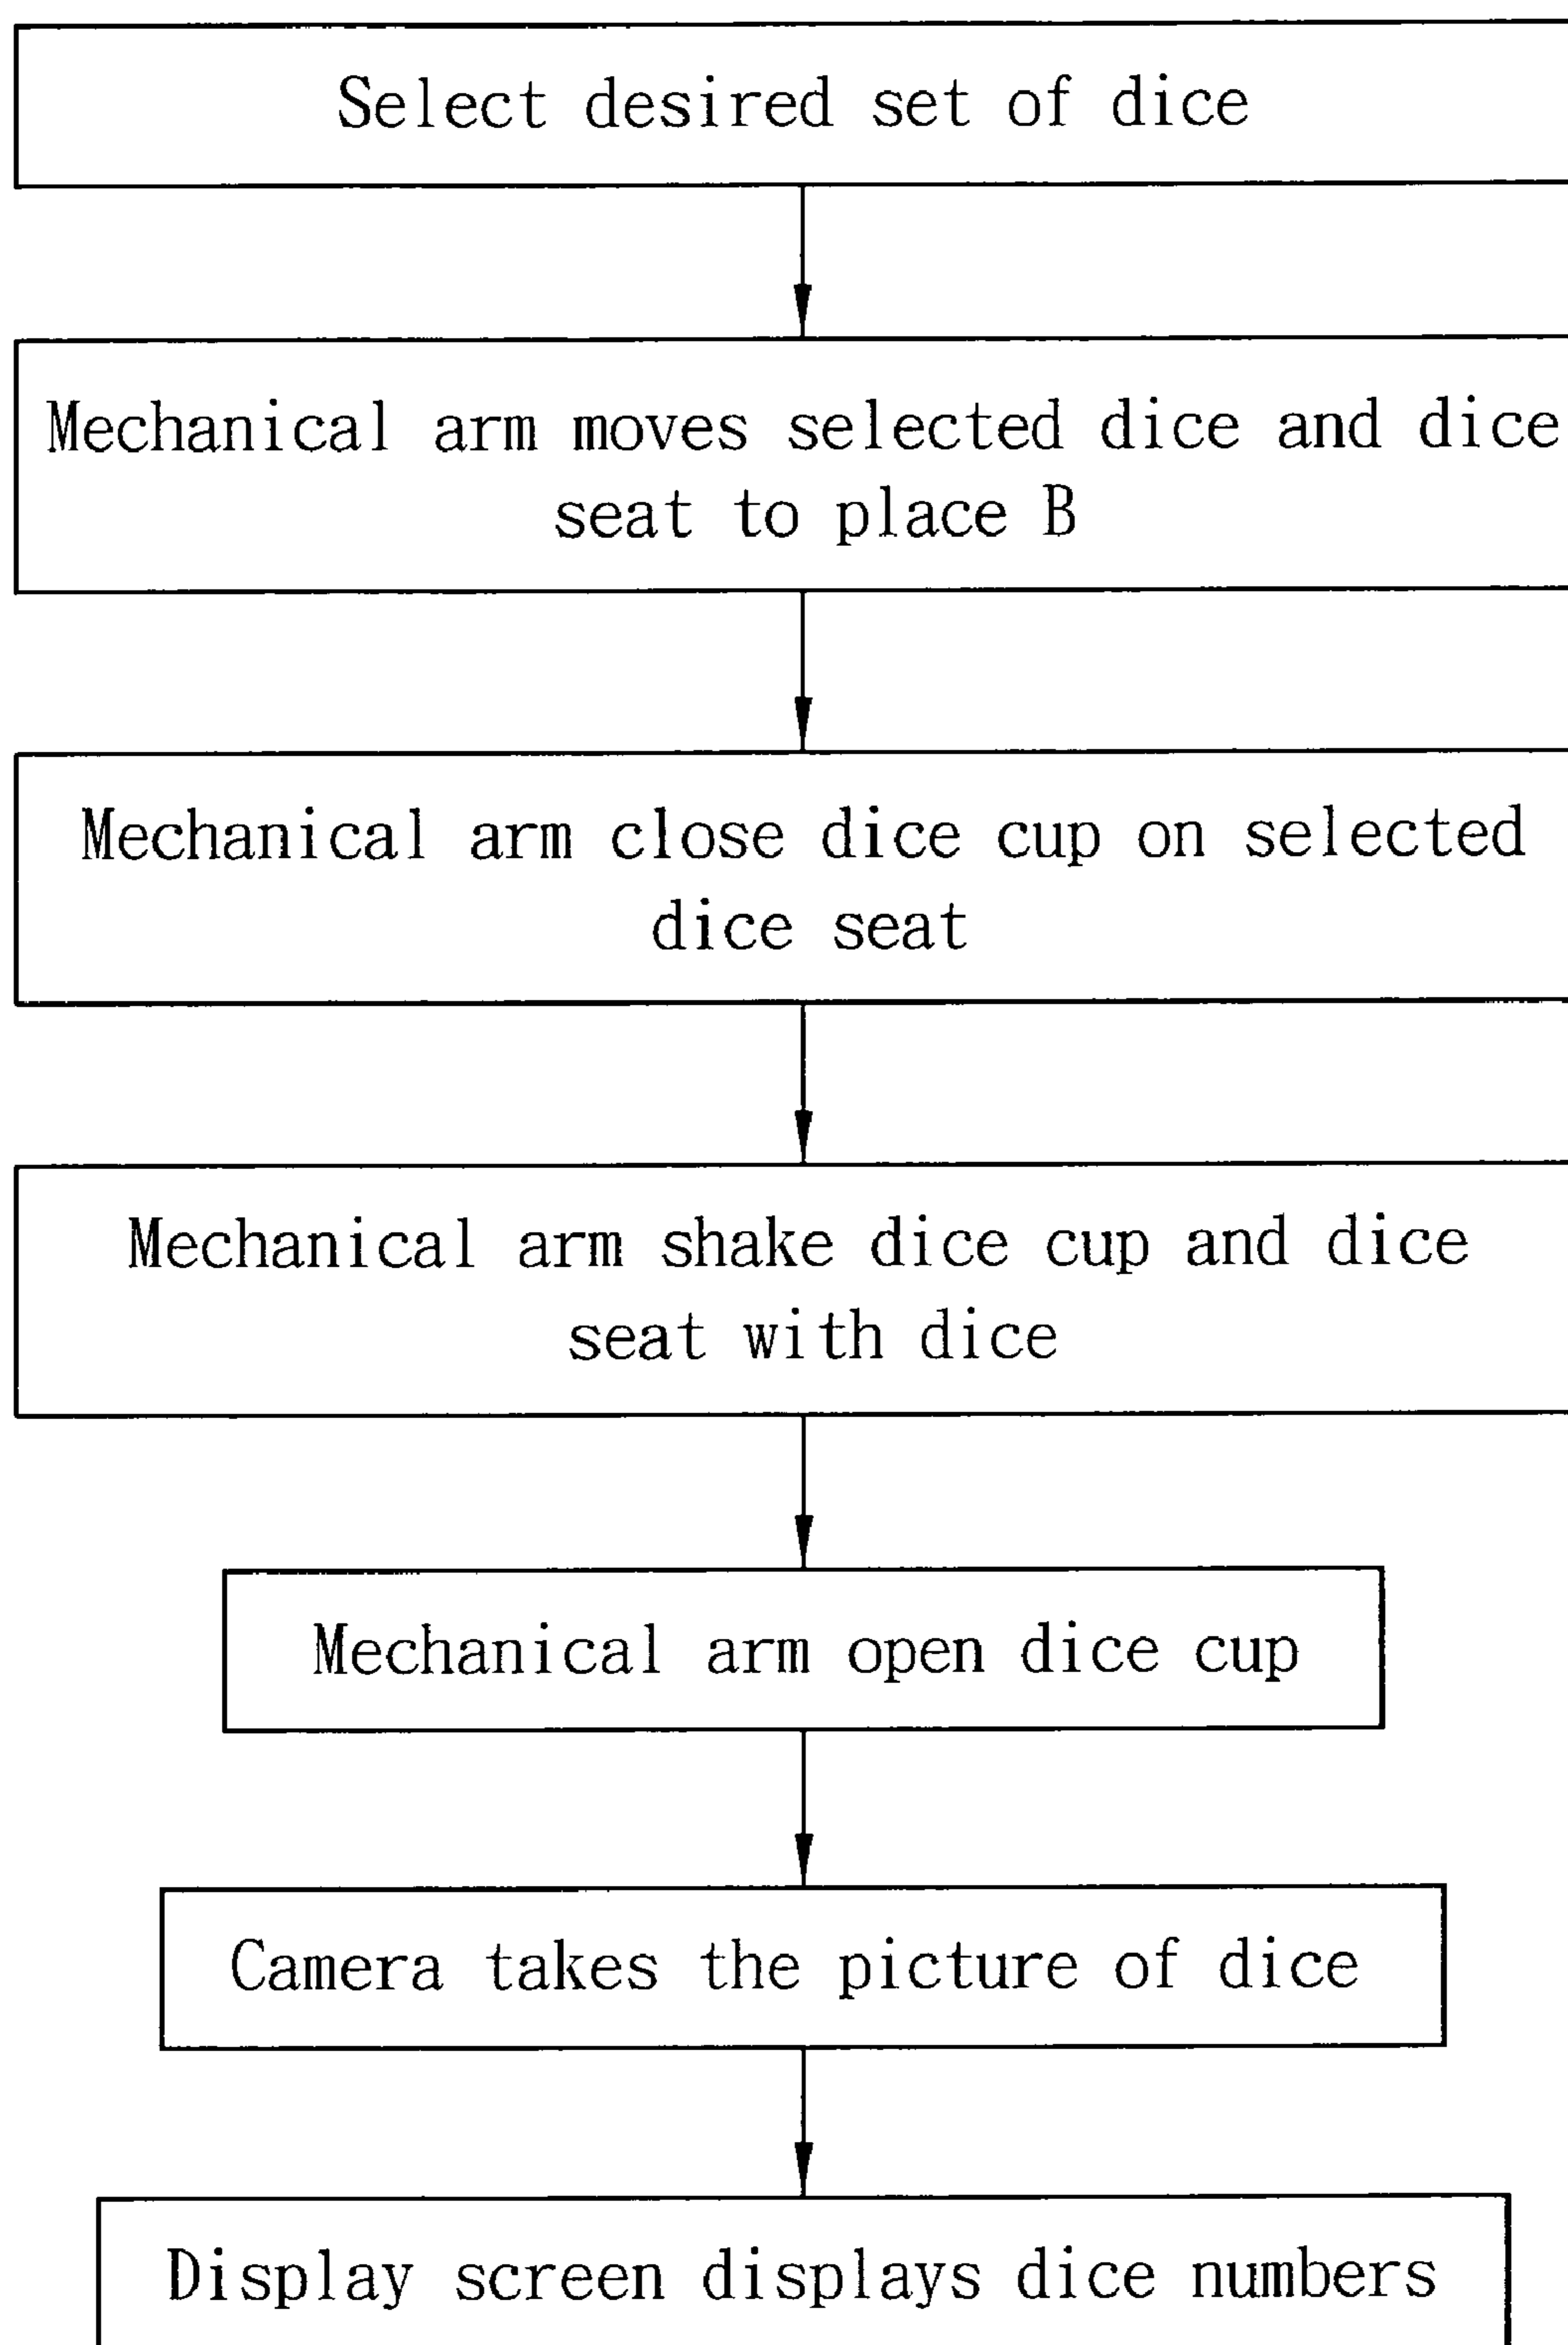 Select desired set of dice
Mechanical arm moves selected dice and dice
seat to place B
Mechanical arm close dice cup on selected
dice seat
Mechanical arm shake dice cup and dice
seat with dice
Mechanical arm open dice cup
Camera takes the picture of dice
Display screen displays dice numbers